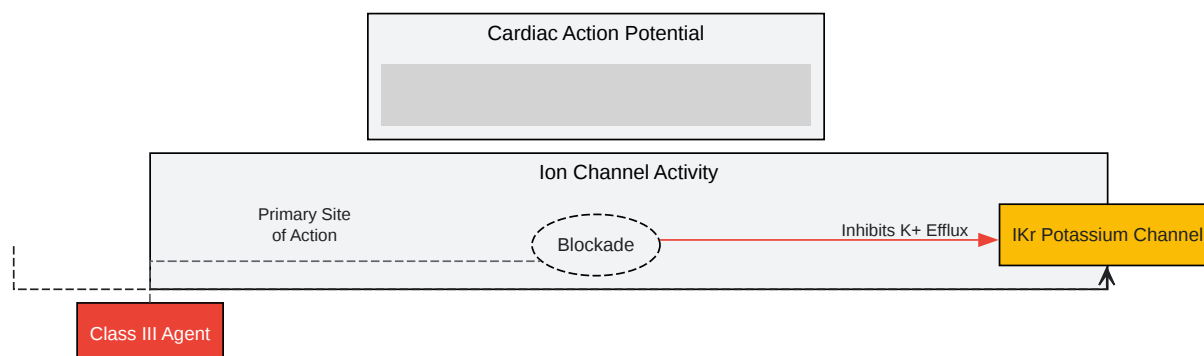 Cardiac Action Potential
Ion Channel Activity
Primary Site
of Action
Blockade
Inhibits K+ Efflux
IKr Potassium Channel
Class III Agent